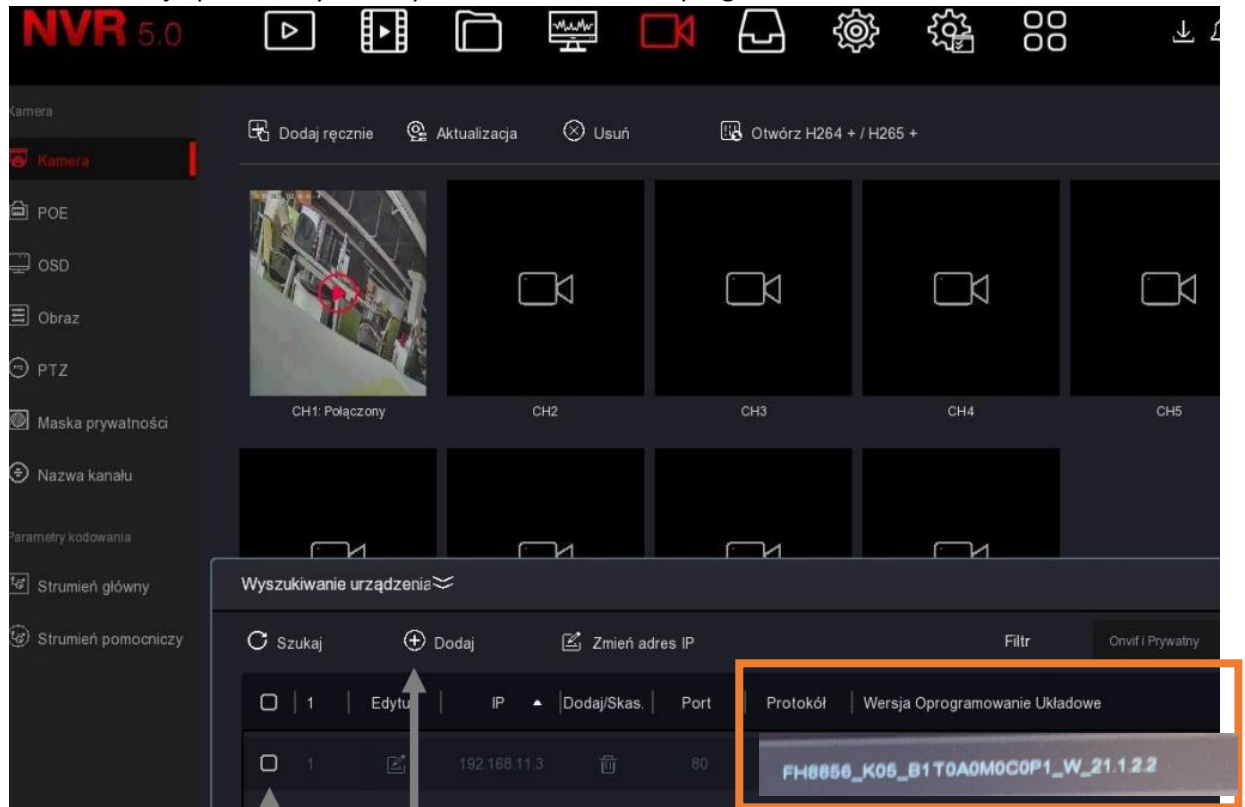 NVR 5.0
Kamera
Dodaj ręcznie Aktualizacja Usuń Otwórz H264 + / H265 +
Kamera
POE
OSD
Obraz
PTZ
CH1: Połączony CH2 CH3 CH4 CH5
Maska prywatności
Nazwa kanału
Parametry kodowania
Strumień główny
Strumień pomocniczy
Wyszukiwanie urządzenia
Szukaj Dodaj Zmień adres IP Filtr Onvif i Prywatny
1 Edytu IP Dodaj/Skas. Port Protokół Wersja Oprogramowanie Układowe
1 192.168.11.3 80 FH8856_K05_B1T0A0M0C0P1_W_21.1.2.2